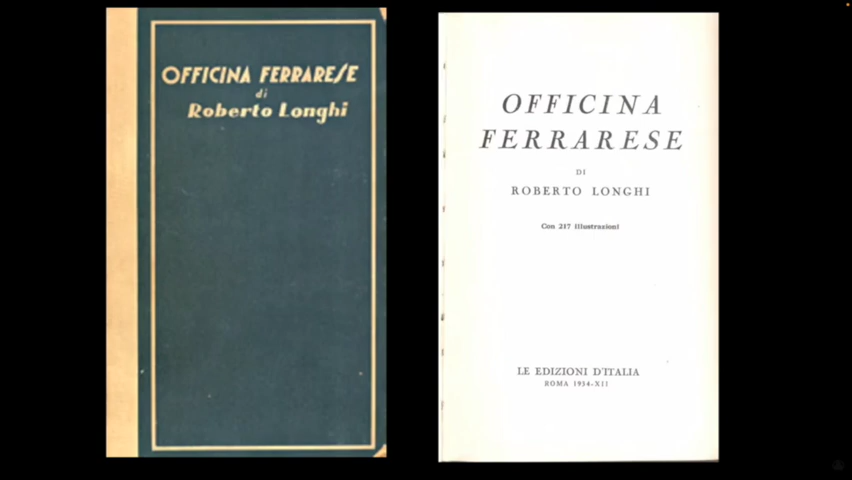 OFFICINA FERRARESE
di
Roberto Longhi
OFFICINA
FERRARESE
DI
ROBERTO LONGHI
Con 217 illustrazioni
LE EDIZIONI D'ITALIA
ROMA 1934-XII